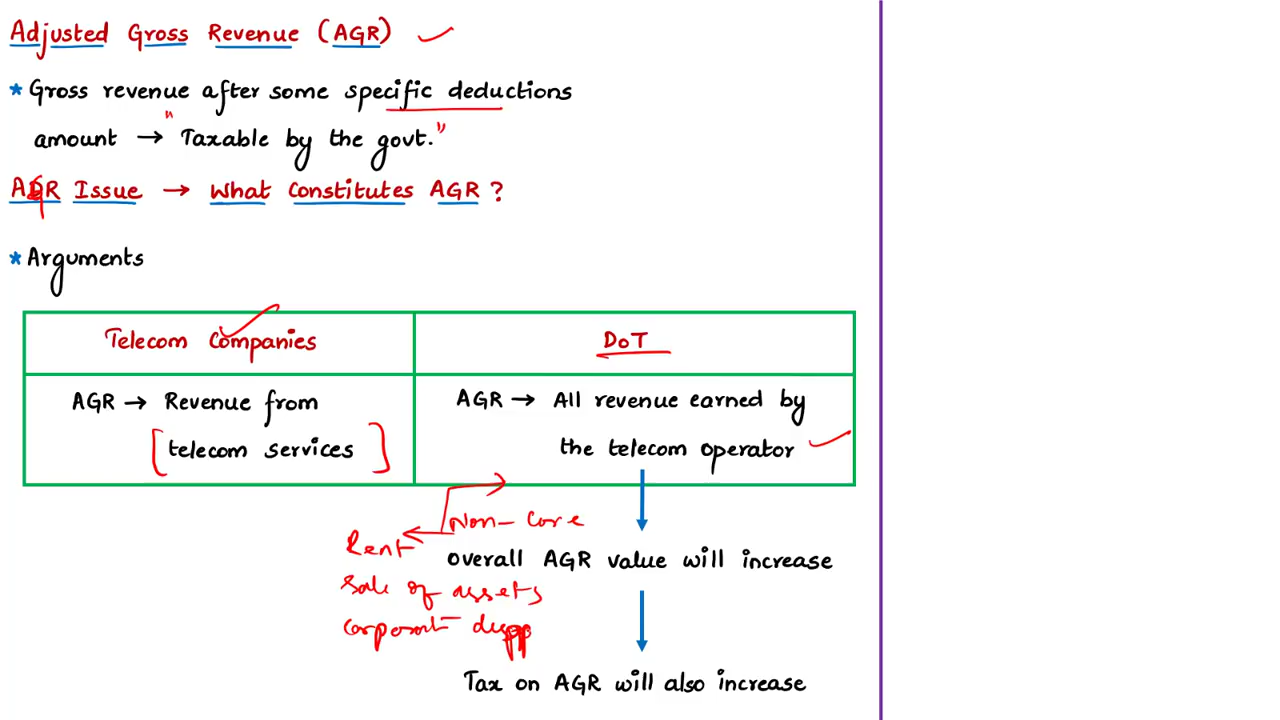 Adjusted Gross Revenue (AGR)
* Gross revenue after some specific deductions
amount → "Taxable by the govt."
AGR Issue → What Constitutes AGR ?
* Arguments
Telecom Companies
DoT
AGR → Revenue from
[telecom services]
AGR → All revenue earned by
the telecom operator
Non-Core
Rent
Sale of assets
corporate
overall AGR value will increase
Tax on AGR will also increase